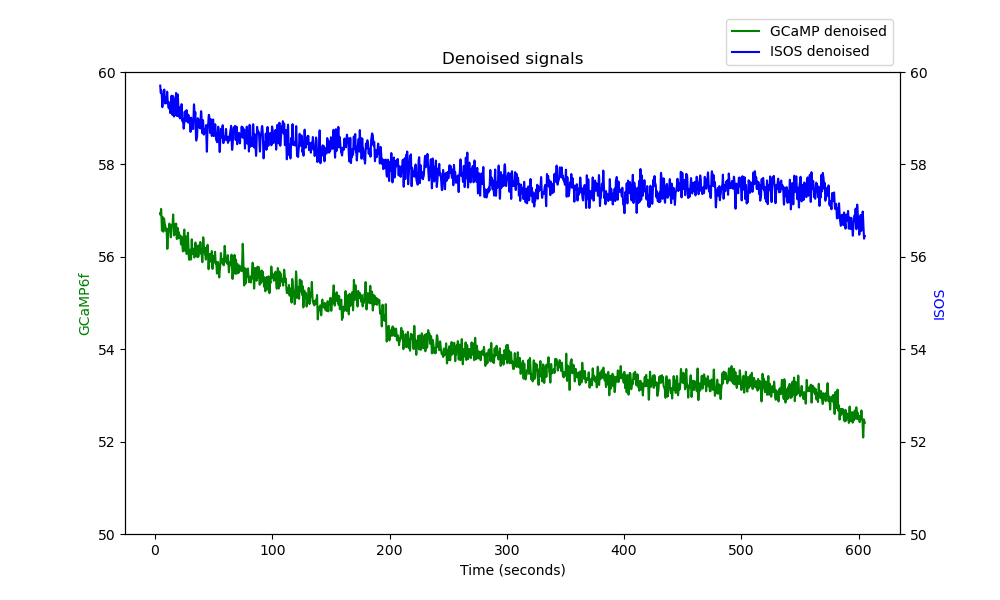 GCaMP denoised
ISOS denoised
Denoised signals
60
58
56
54
52
50
GCaMP6f
60
58
56
54
52
50
ISOS
0 100 200 300 400 500 600
Time (seconds)